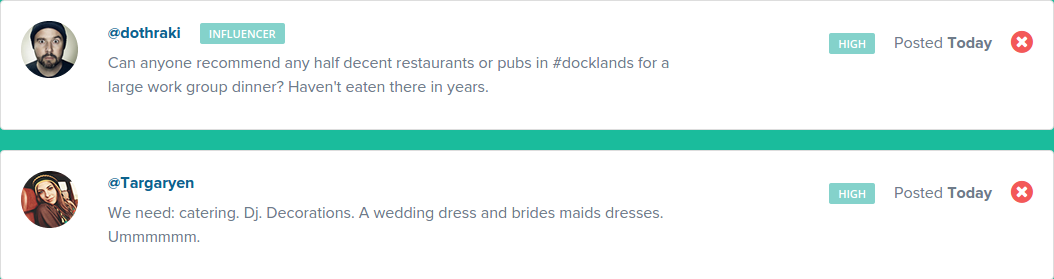 @dothraki INFLUENCER HIGH Posted Today
Can anyone recommend any half decent restaurants or pubs in #docklands for a
large work group dinner? Haven't eaten there in years.
@Targaryen HIGH Posted Today
We need: catering. Dj. Decorations. A wedding dress and brides maids dresses.
Ummmmmm.